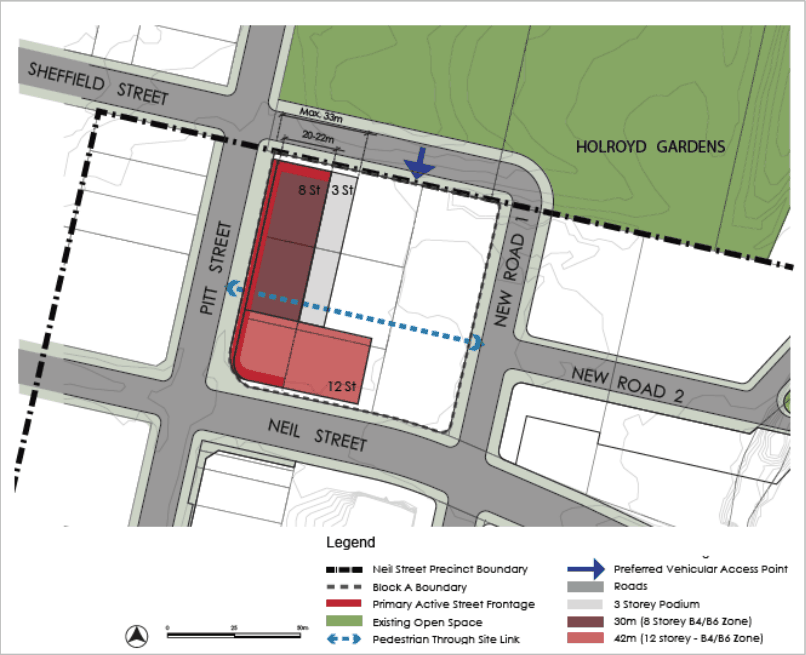 SHEFFIELD STREET
Max. 33m
20-22m
HOLROYD GARDENS
8 St
3 St
PITT STREET
NEW ROAD 1
NEW ROAD 2
12 St
NEIL STREET
Legend
Neil Street Precinct Boundary
Block A Boundary
Primary Active Street Frontage
Existing Open Space
Pedestrian Through Site Link
Preferred Vehicular Access Point
Roads
3 Storey Podium
30m (8 Storey B4/B6 Zone)
42m (12 storey - B4/B6 Zone)
0 25 50m